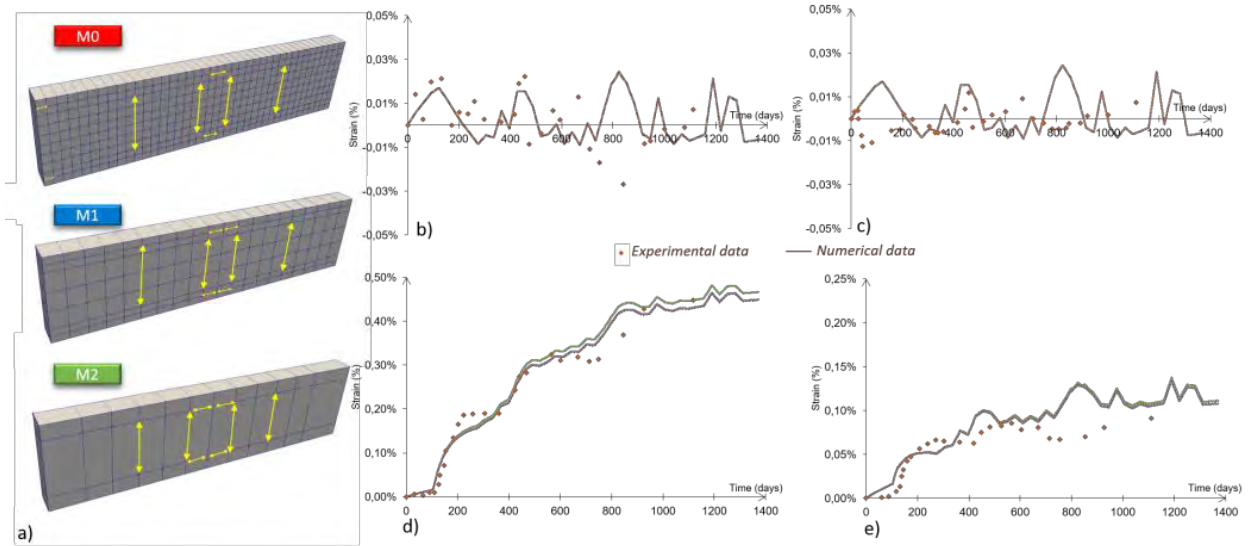 M0
M1
M2
a)
0,05%
0,03%
0,01%
-0,01%
-0,03%
-0,05%
Strain (%)
Time (days)
0 200 400 600 800 1000 1200 1400
b)
0,05%
0,03%
0,01%
-0,01%
-0,03%
-0,05%
Strain (%)
Time (days)
0 200 400 600 800 1000 1200 1400
c)
Experimental data
Numerical data
0,50%
0,40%
0,30%
0,20%
0,10%
0,00%
Strain (%)
Time (days)
0 200 400 600 800 1000 1200 1400
d)
0,25%
0,20%
0,15%
0,10%
0,05%
0,00%
Strain (%)
Time (days)
0 200 400 600 800 1000 1200 1400
e)